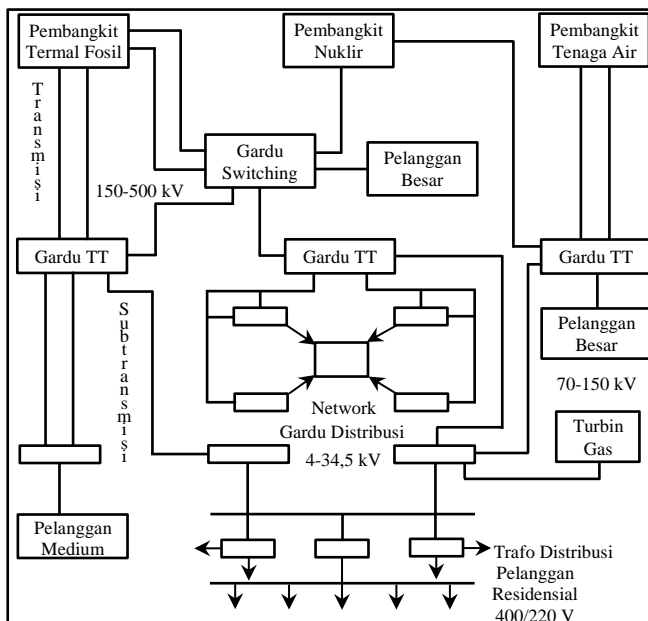 Pembangkit
Termal Fosil
Pembangkit
Nuklir
Pembangkit
Tenaga Air
Transmisi
Gardu
Switching
Pelanggan
Besar
150-500 kV
Gardu TT
Gardu TT
Gardu TT
Subtransmisi
Pelanggan
Besar
70-150 kV
Network
Gardu Distribusi
4-34,5 kV
Turbin
Gas
Pelanggan
Medium
Trafo Distribusi
Pelanggan
Residensial
400/220 V